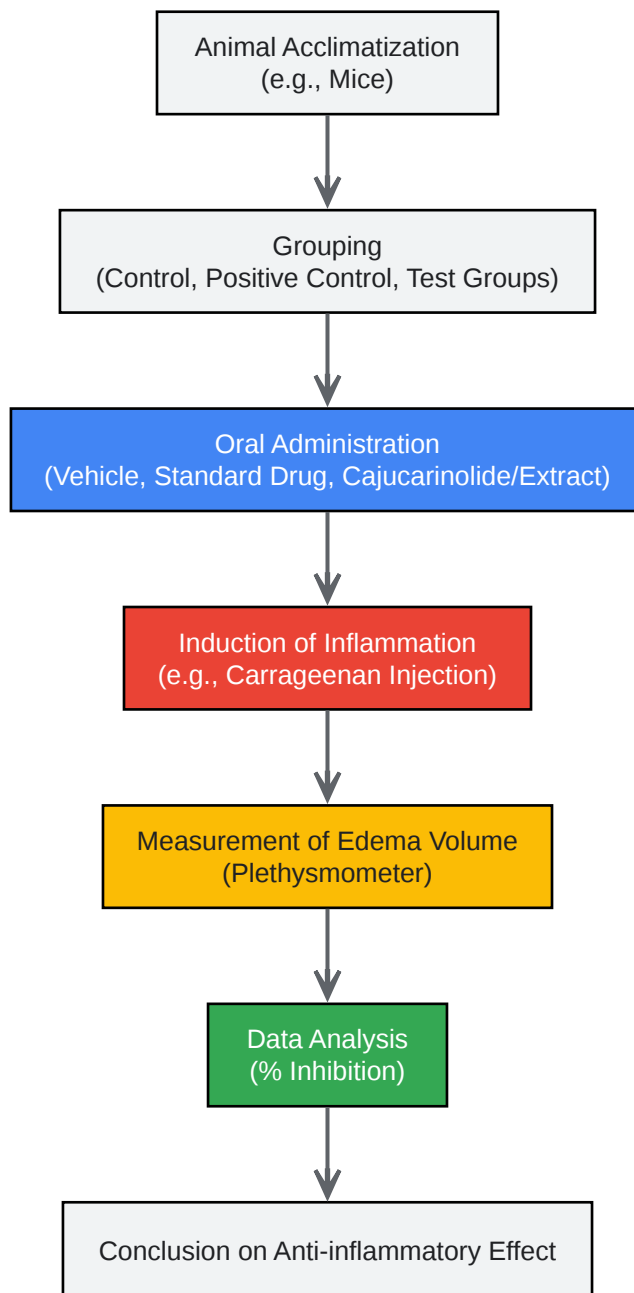 Animal Acclimatization
(e.g., Mice)
Grouping
(Control, Positive Control, Test Groups)
Oral Administration
(Vehicle, Standard Drug, Cajucarinolide/Extract)
Induction of Inflammation
(e.g., Carrageenan Injection)
Measurement of Edema Volume
(Plethysmometer)
Data Analysis
(% Inhibition)
Conclusion on Anti-inflammatory Effect